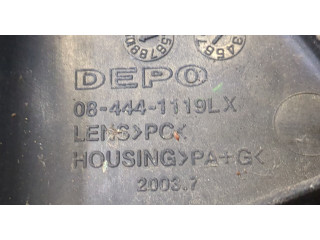 DEPO
08-444-1119LX
LENS>PC<
HOUSING>PA+G<
2003.7